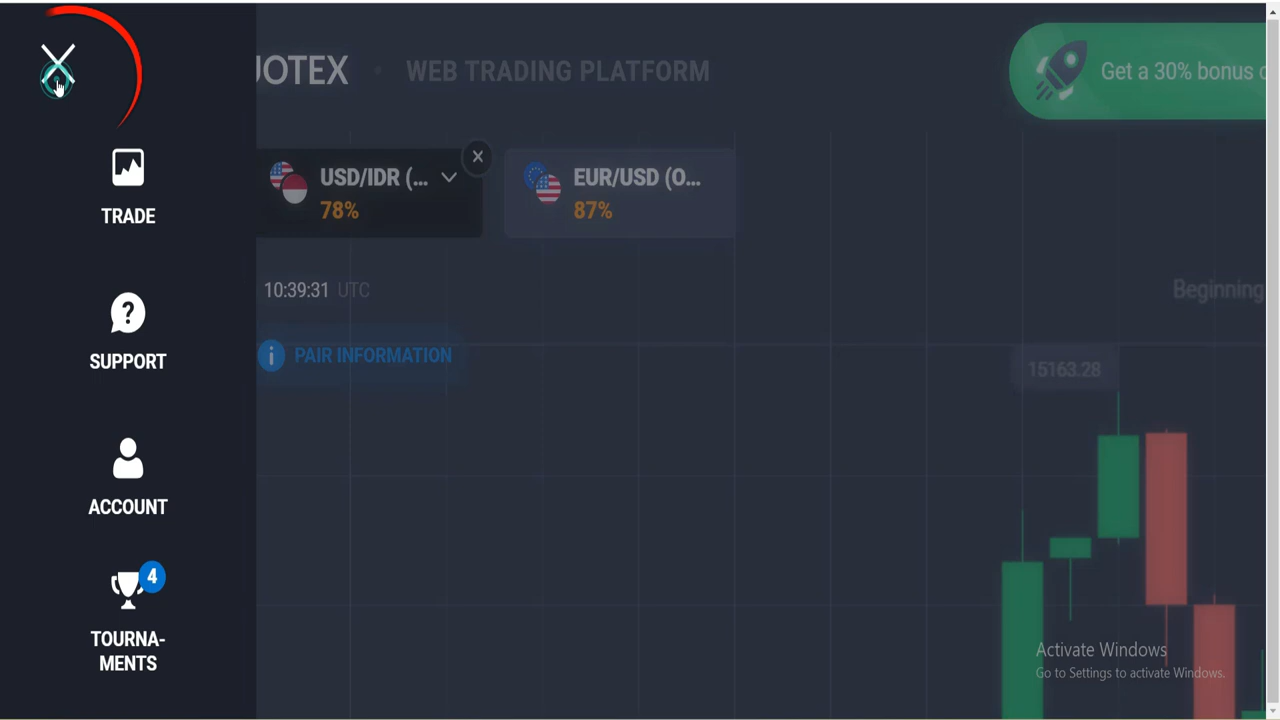 UOTEX • WEB TRADING PLATFORM
Get a 30% bonus
TRADE
USD/IDR (...
78%
EUR/USD (O...
87%
10:39:31 UTC
Beginning
SUPPORT
PAIR INFORMATION
15163.28
ACCOUNT
4
TOURNA-
MENTS
Activate Windows
Go to Settings to activate Windows.